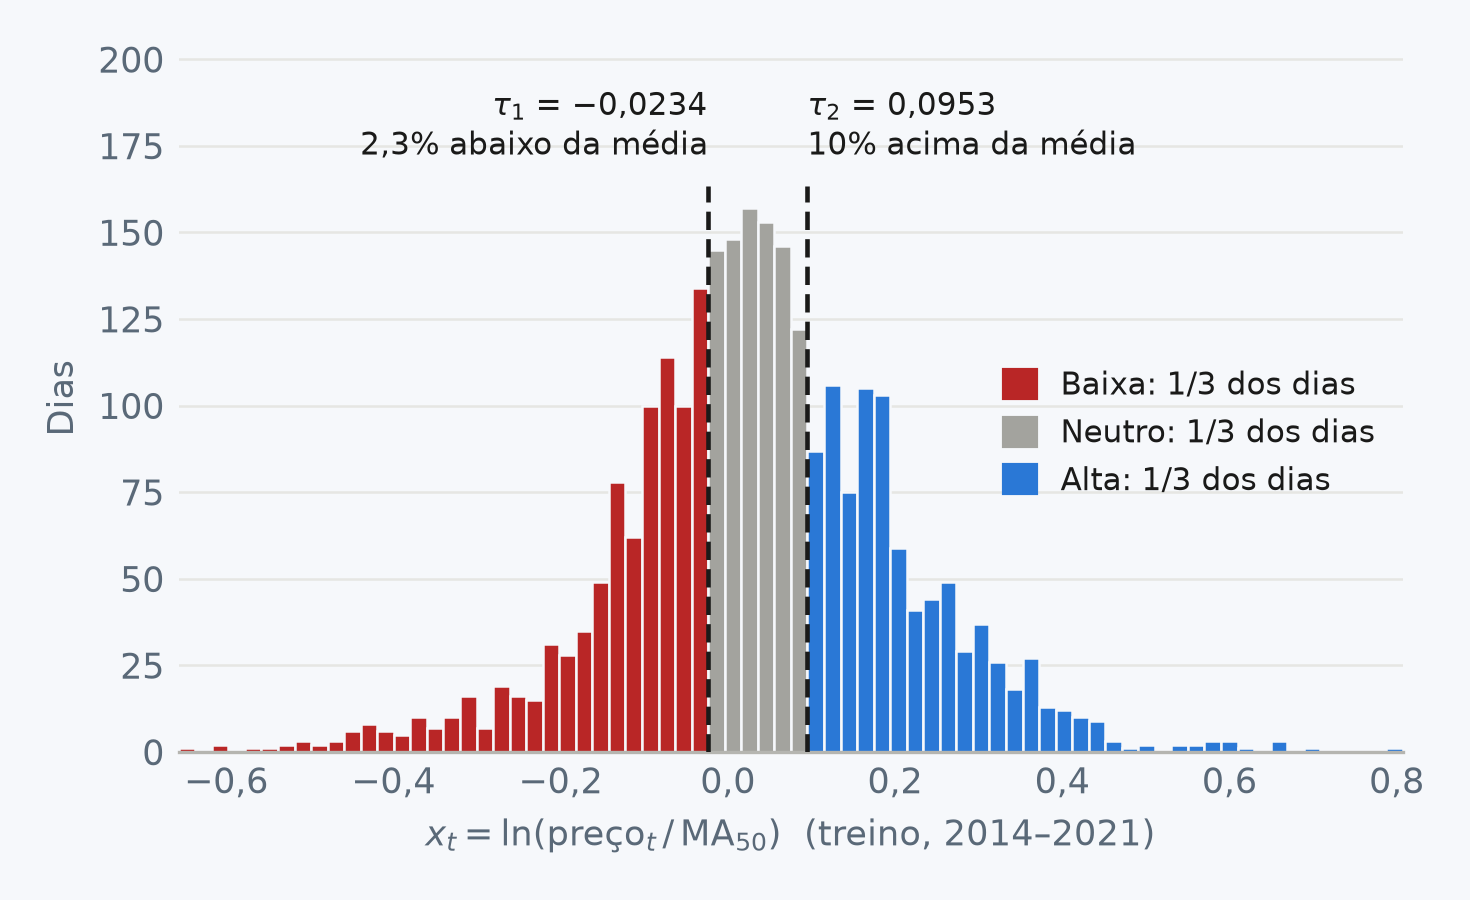 200
τ1 = −0,0234
τ2 = 0,0953
175
2,3% abaixo da média
10% acima da média
150
125
Dias
Baixa: 1/3 dos dias
100
Neutro: 1/3 dos dias
75
Alta: 1/3 dos dias
50
25
0
−0,6 −0,4 −0,2 0,0 0,2 0,4 0,6 0,8
xt = ln(preçot / MA50) (treino, 2014–2021)